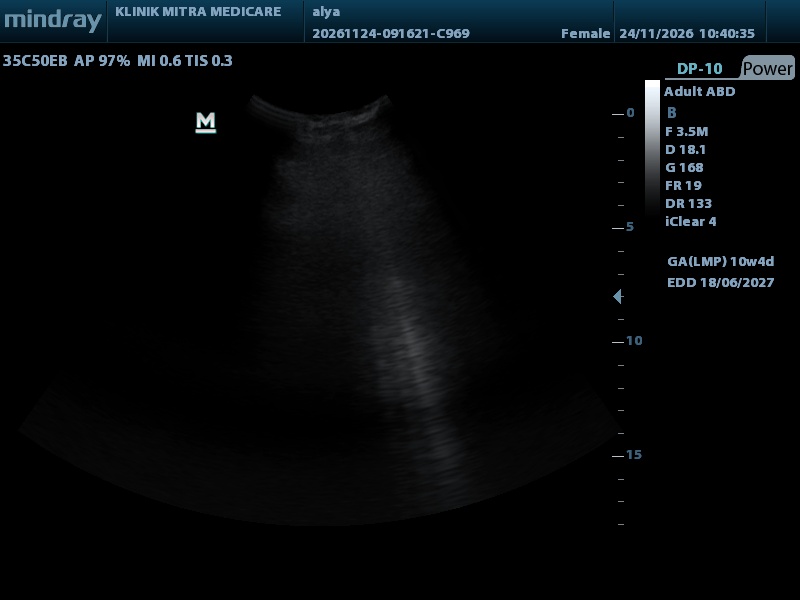 mindray
KLINIK MITRA MEDICARE
alya
20261124-091621-C969
Female
24/11/2026 10:40:35
35C50EB AP 97% MI 0.6 TIS 0.3
DP-10
Power
M
Adult ABD
B
F 3.5M
D 18.1
G 168
FR 19
DR 133
iClear 4
GA(LMP) 10w4d
EDD 18/06/2027
0
5
10
15